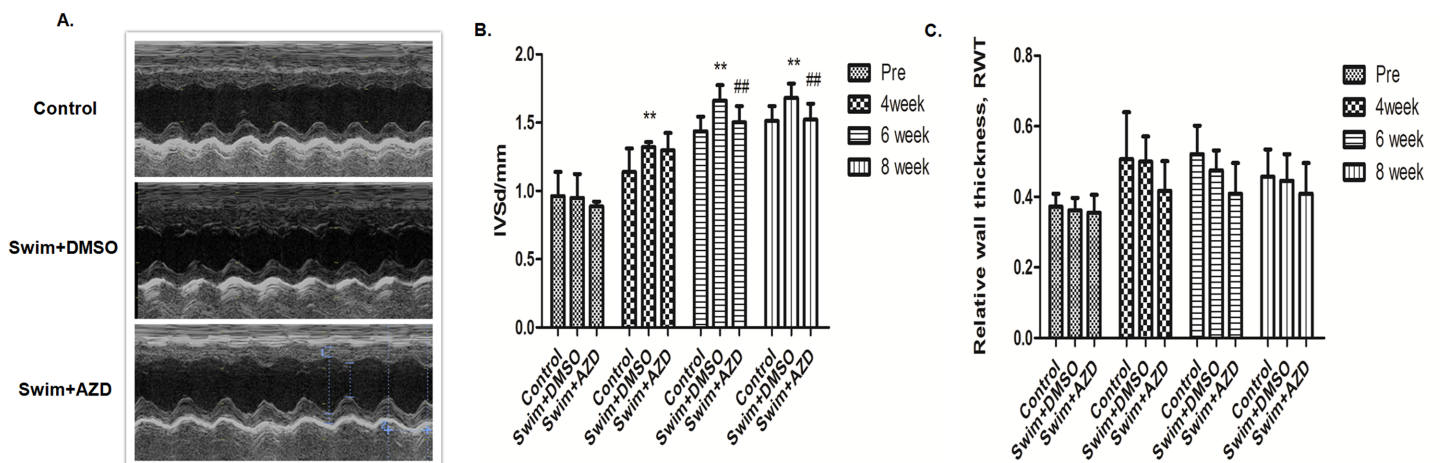 A.
Control
Swim+DMSO
Swim+AZD
B.
IVSd/mm
2.0
1.5
1.0
0.5
0.0
**
**
##
**
##
Control
Swim+DMSO
Swim+AZD
Control
Swim+DMSO
Swim+AZD
Control
Swim+DMSO
Swim+AZD
Control
Swim+DMSO
Swim+AZD
Pre
4week
6 week
8 week
C.
Relative wall thickness, RWT
0.8
0.6
0.4
0.2
0.0
Control
Swim+DMSO
Swim+AZD
Control
Swim+DMSO
Swim+AZD
Control
Swim+DMSO
Swim+AZD
Control
Swim+DMSO
Swim+AZD
Pre
4week
6 week
8 week